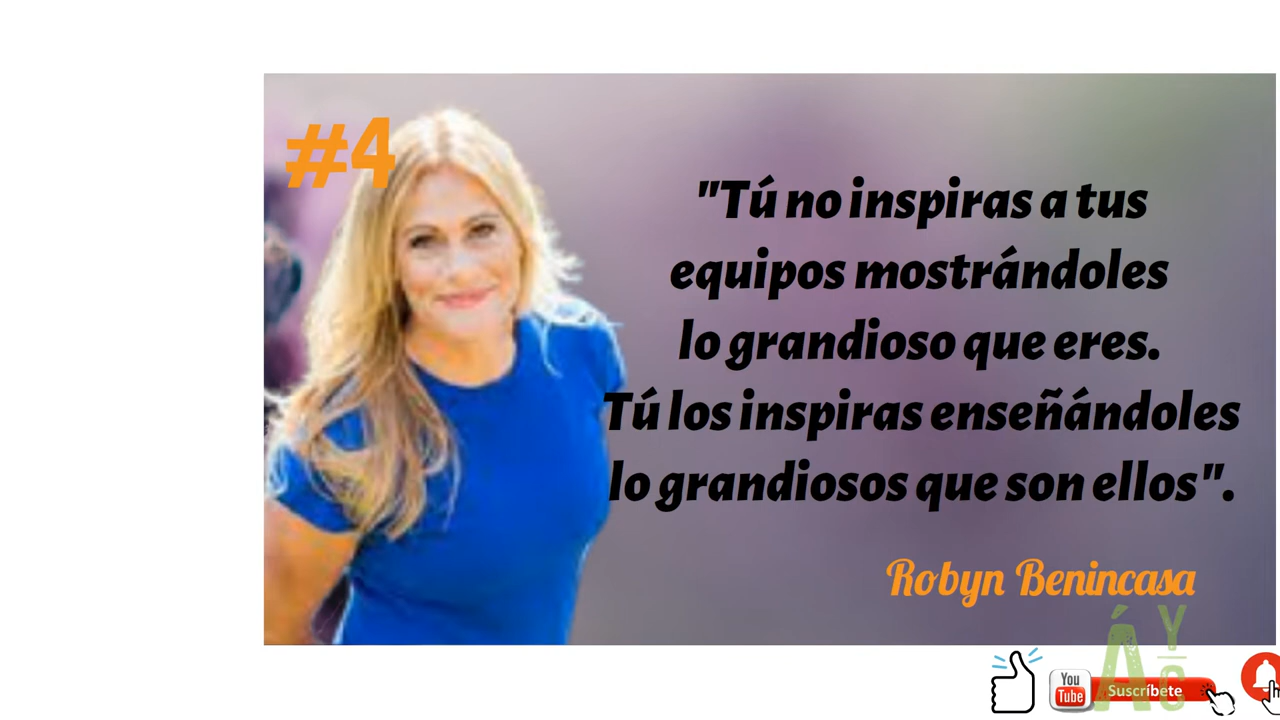 #4
"Tú no inspiras a tus
equipos mostrándoles
lo grandioso que eres.
Tú los inspiras enseñándoles
lo grandiosos que son ellos".
Robyn Benincasa
Á Y C
You
Tube
Suscríbete